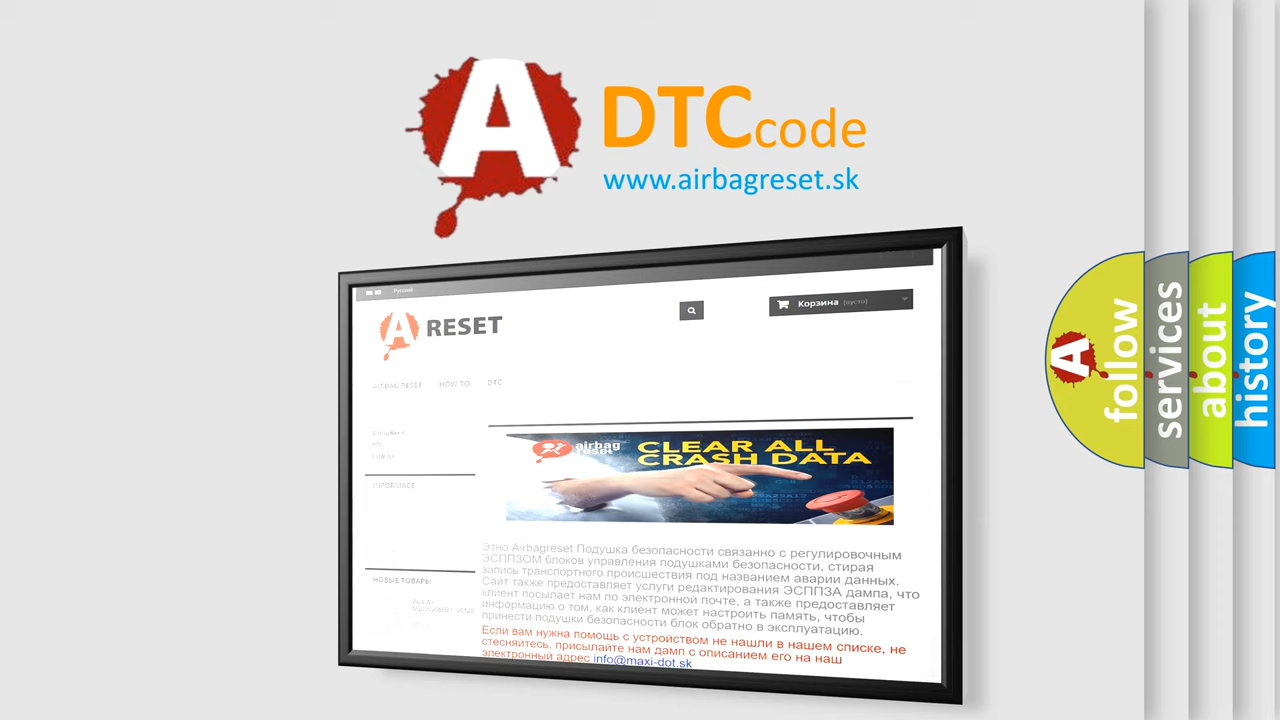 A DTCcode
www.airbagreset.sk
Русский
Корзина (пусто)
A RESET
AIRBAG RESET HOW TO DTC
CLEAR ALL
CRASH DATA
airbag
reset
INFORMACE
Этно Airbagreset Подушка безопасности связанно с регулировочным
ЭСППЗОМ блоков управления подушками безопасности, стирая
запись транспортного происшествия под названием аварии данных.
Сайт также предоставляет услуги редактирования ЭСППЗА дампа, что
клиент посылает нам по электронной почте, а также предоставляет
информацию о том, как клиент может настроить память, чтобы
принести подушки безопасности блок обратно в эксплуатацию.
НОВЫЕ ТОВАРЫ
Если вам нужна помощь с устройством не нашли в нашем списке, не
стесняйтесь, присылайте нам дамп с описанием его на наш
электронный адрес info@maxi-dot.sk
A
follow
services
about
history